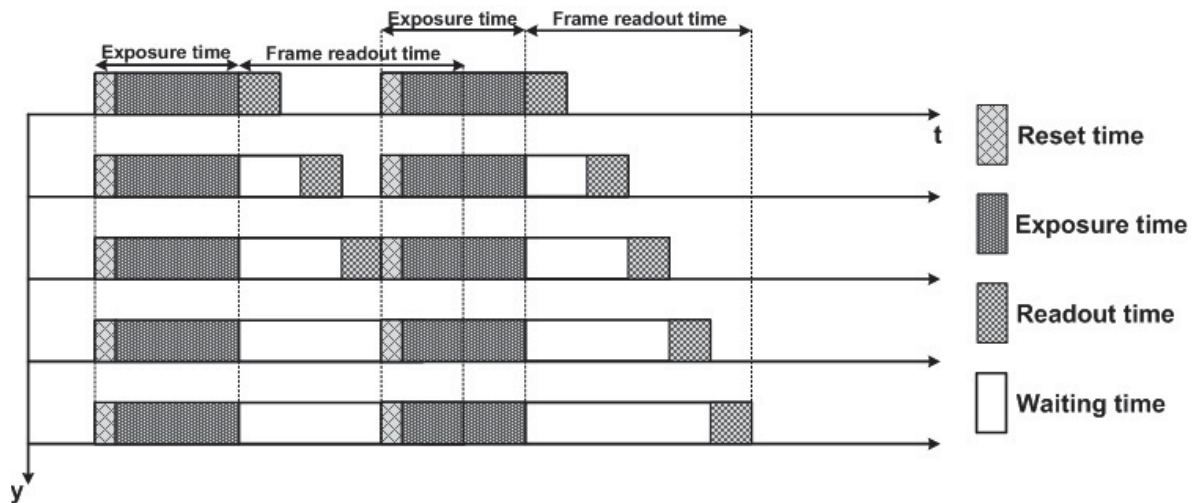 Exposure time
Frame readout time
Exposure time
Frame readout time
t
Reset time
Exposure time
Readout time
Waiting time
y